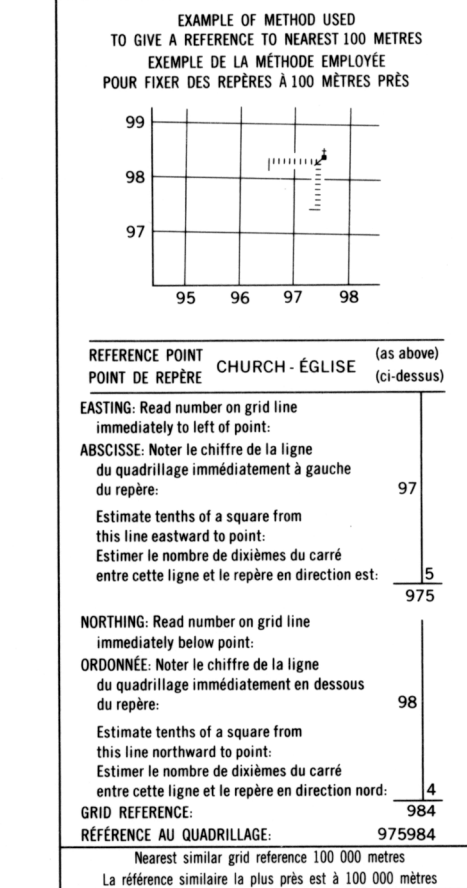 EXAMPLE OF METHOD USED
TO GIVE A REFERENCE TO NEAREST 100 METRES
EXEMPLE DE LA MÉTHODE EMPLOYÉE
POUR FIXER DES REPÈRES À 100 MÈTRES PRÈS
99
98
97
95 96 97 98
REFERENCE POINT
POINT DE REPÈRE
CHURCH - ÉGLISE
(as above)
(ci-dessus)
EASTING: Read number on grid line
immediately to left of point:
ABSCISSE: Noter le chiffre de la ligne
du quadrillage immédiatement à gauche
du repère: 97
Estimate tenths of a square from
this line eastward to point:
Estimer le nombre de dixièmes du carré
entre cette ligne et le repère en direction est: 5
975
NORTHING: Read number on grid line
immediately below point:
ORDONNÉE: Noter le chiffre de la ligne
du quadrillage immédiatement en dessous
du repère: 98
Estimate tenths of a square from
this line northward to point:
Estimer le nombre de dixièmes du carré
entre cette ligne et le repère en direction nord: 4
GRID REFERENCE: 984
RÉFÉRENCE AU QUADRILLAGE: 975984
Nearest similar grid reference 100 000 metres
La référence similaire la plus près est à 100 000 mètres